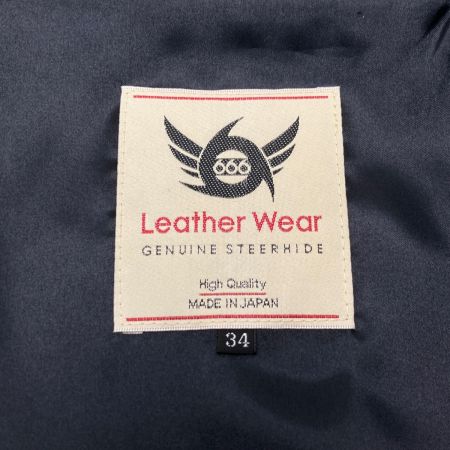 666
Leather Wear
GENUINE STEERHIDE
High Quality
MADE IN JAPAN
34